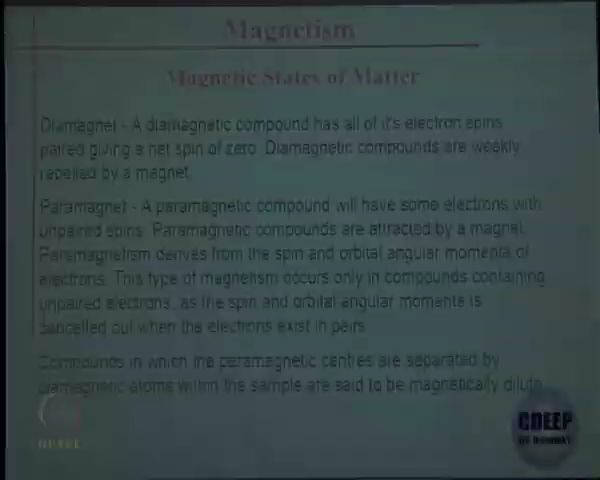 Magnetism
Magnetic States of Matter
Diamagnet - A diamagnetic compound has all of it's electron spins
paired giving a net spin of zero. Diamagnetic compounds are weekly
repelled by a magnet.
Paramagnet - A paramagnetic compound will have some electrons with
unpaired spins. Paramagnetic compounds are attracted by a magnet.
Paramagnetism derives from the spin and orbital angular momenta of
electrons. This type of magnetism occurs only in compounds containing
unpaired electrons, as the spin and orbital angular momenta is
cancelled out when the electrons exist in pairs.
Compounds in which the paramagnetic centres are separated by
diamagnetic atoms within the sample are said to be magnetically dilute.
NPTEL
CDEEP
IIT BOMBAY